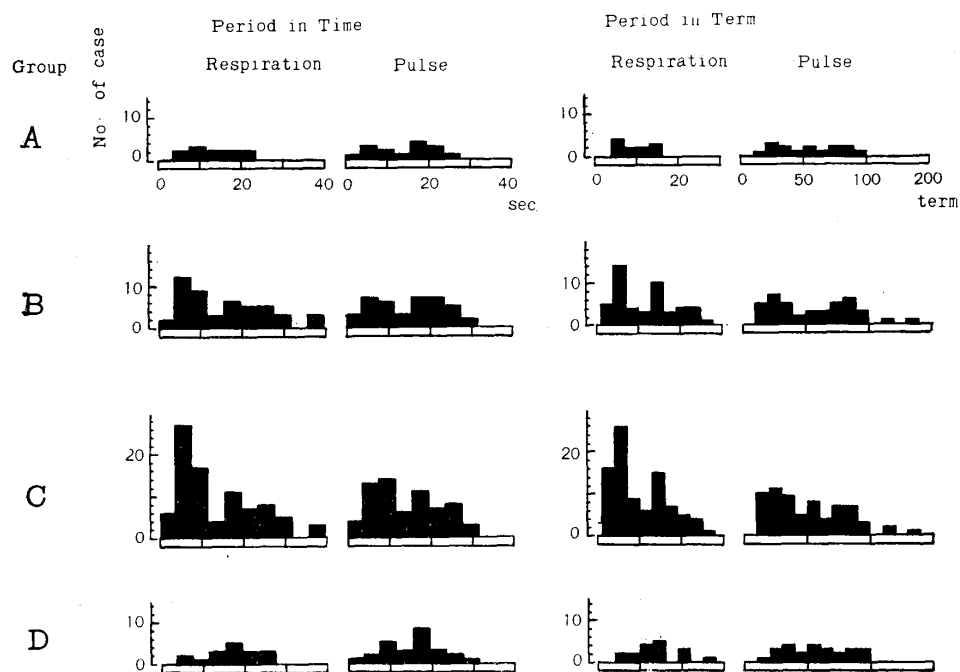 Period in Time Period in Term
Group No. of case Respiration Pulse Respiration Pulse
A 10 0 10 0
0 20 40 0 20 40 0 20 0 50 100 200
sec. term
B 10 0 10 0
C 20 0 20 0
D 10 0 10 0